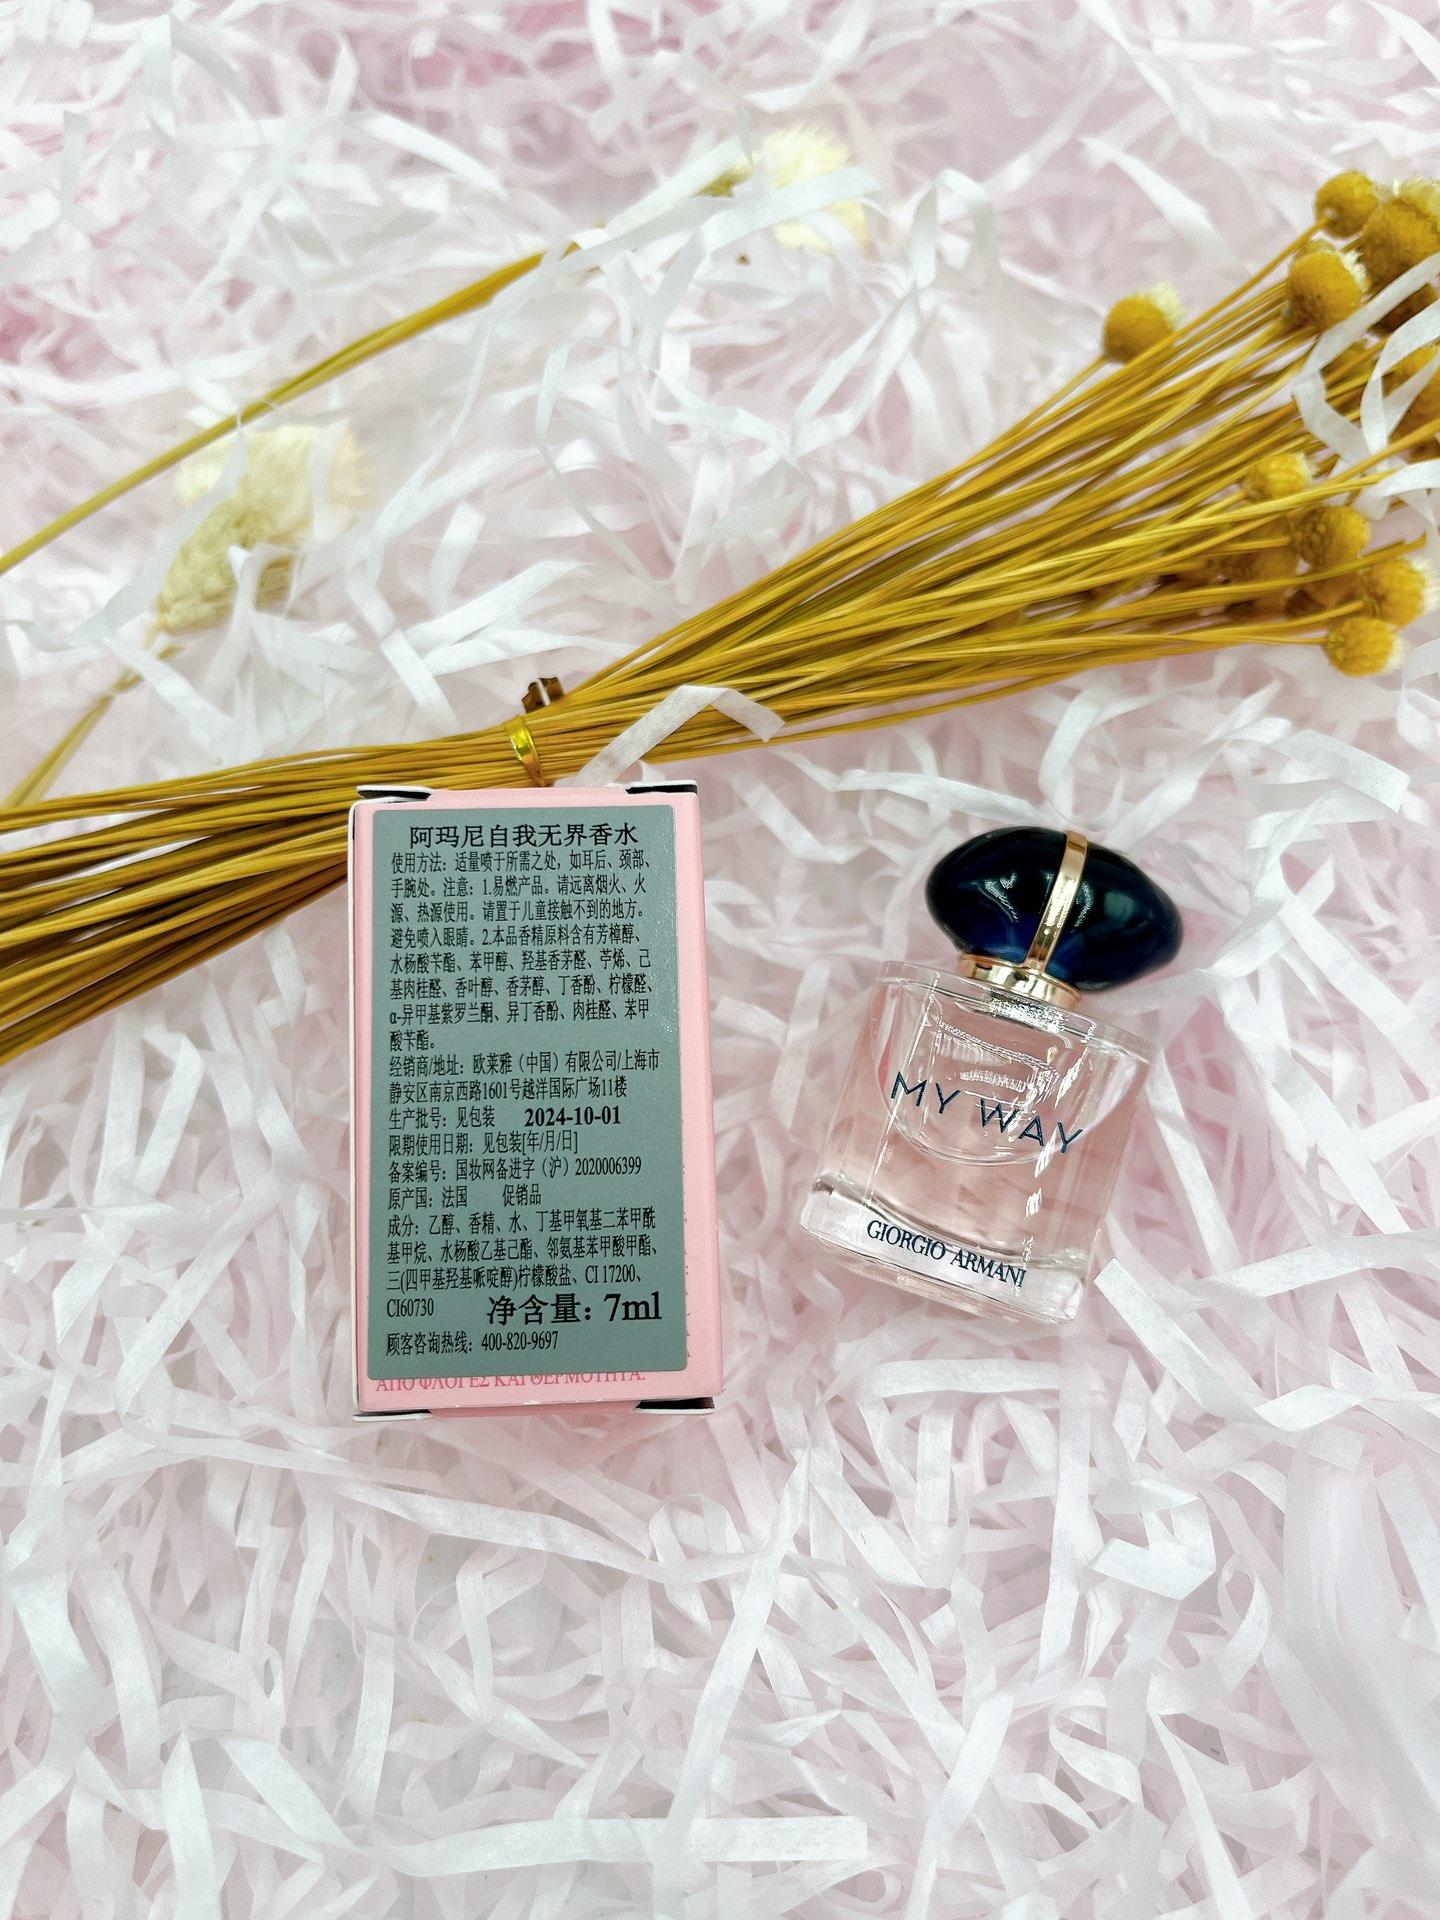 阿玛尼自我无界香水
使用方法：适量喷于所需之处，如耳后、颈部、
手腕处。注意：1.易燃产品。请远离烟火、火
源、热源使用。请置于儿童接触不到的地方。
避免喷入眼睛。2.本品香精原料含有芳樟醇、
水杨酸苄酯、苯甲醇、羟基香茅醛、苧烯、己
基肉桂醛、香叶醇、香茅醇、丁香酚、柠檬醛、
α-异甲基紫罗兰酮、异丁香酚、肉桂醛、苯甲
酸苄酯。
经销商/地址：欧莱雅（中国）有限公司/上海市
静安区南京西路1601号越洋国际广场11楼
生产批号：见包装 2024-10-01
限期使用日期：见包装[年/月/日]
备案编号：国妆网备进字（沪）2020006399
原产国：法国 促销品
成分：乙醇、香精、水、丁基甲氧基二苯甲酰
基甲烷、水杨酸乙基己酯、邻氨基苯甲酸甲酯、
三(四甲基羟基哌啶醇)柠檬酸盐、CI 17200、
CI60730 净含量：7ml
顾客咨询热线：400-820-9697
ΑΠΟ ΦΛΟΓΕΣ ΚΑΙ ΘΕΡΜΟΤΗΤΑ.
MY WAY
GIORGIO ARMANI